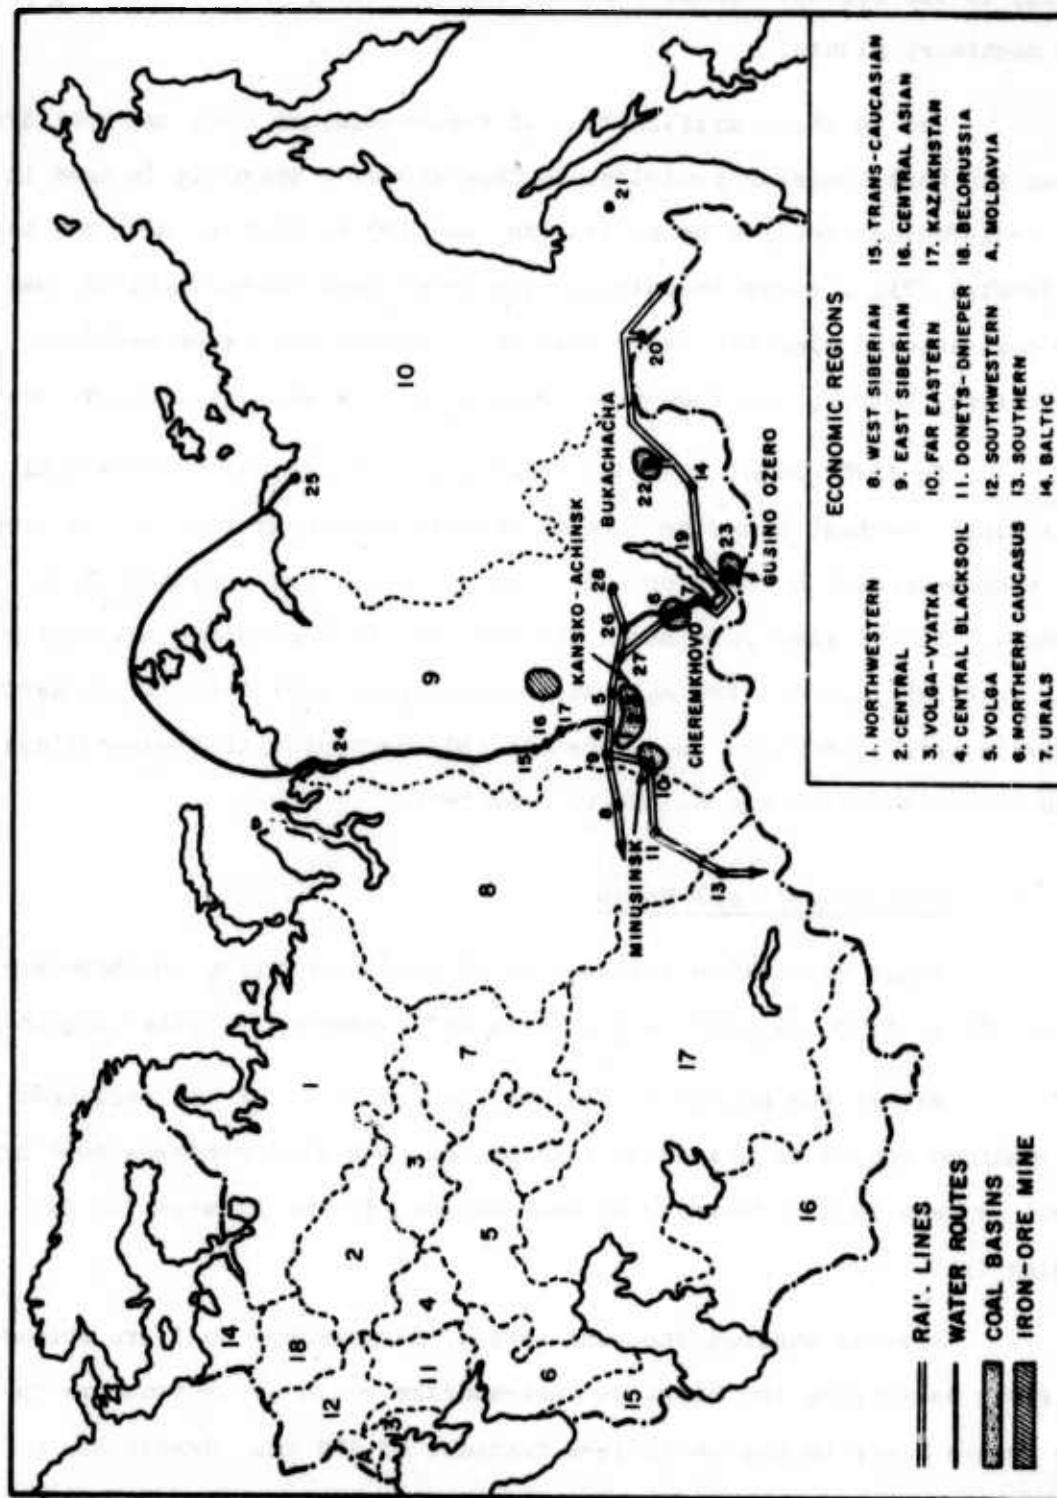 10
21
20
25
BUKACHACHA
22
14
19
23
GUSINO OZERO
KANSKO-ACHINSK
28
26
27
6
7
CHEREMKHOVO
9
16
17
15
24
5
4
9
8
10
11
13
MINUSINSK
8
1
7
3
2
5
4
17
16
14
18
12
11
13
A
6
15
ECONOMIC REGIONS
1. NORTHWESTERN
2. CENTRAL
3. VOLGA-VYATKA
4. CENTRAL BLACKSOIL
5. VOLGA
6. NORTHERN CAUCASUS
7. URALS
8. WEST SIBERIAN
9. EAST SIBERIAN
10. FAR EASTERN
11. DONETS-DNIEPER
12. SOUTHWESTERN
13. SOUTHERN
14. BALTIC
15. TRANS-CAUCASIAN
16. CENTRAL ASIAN
17. KAZAKHSTAN
18. BELORUSSIA
A. MOLDAVIA
RAIL LINES
WATER ROUTES
COAL BASINS
IRON-ORE MINE